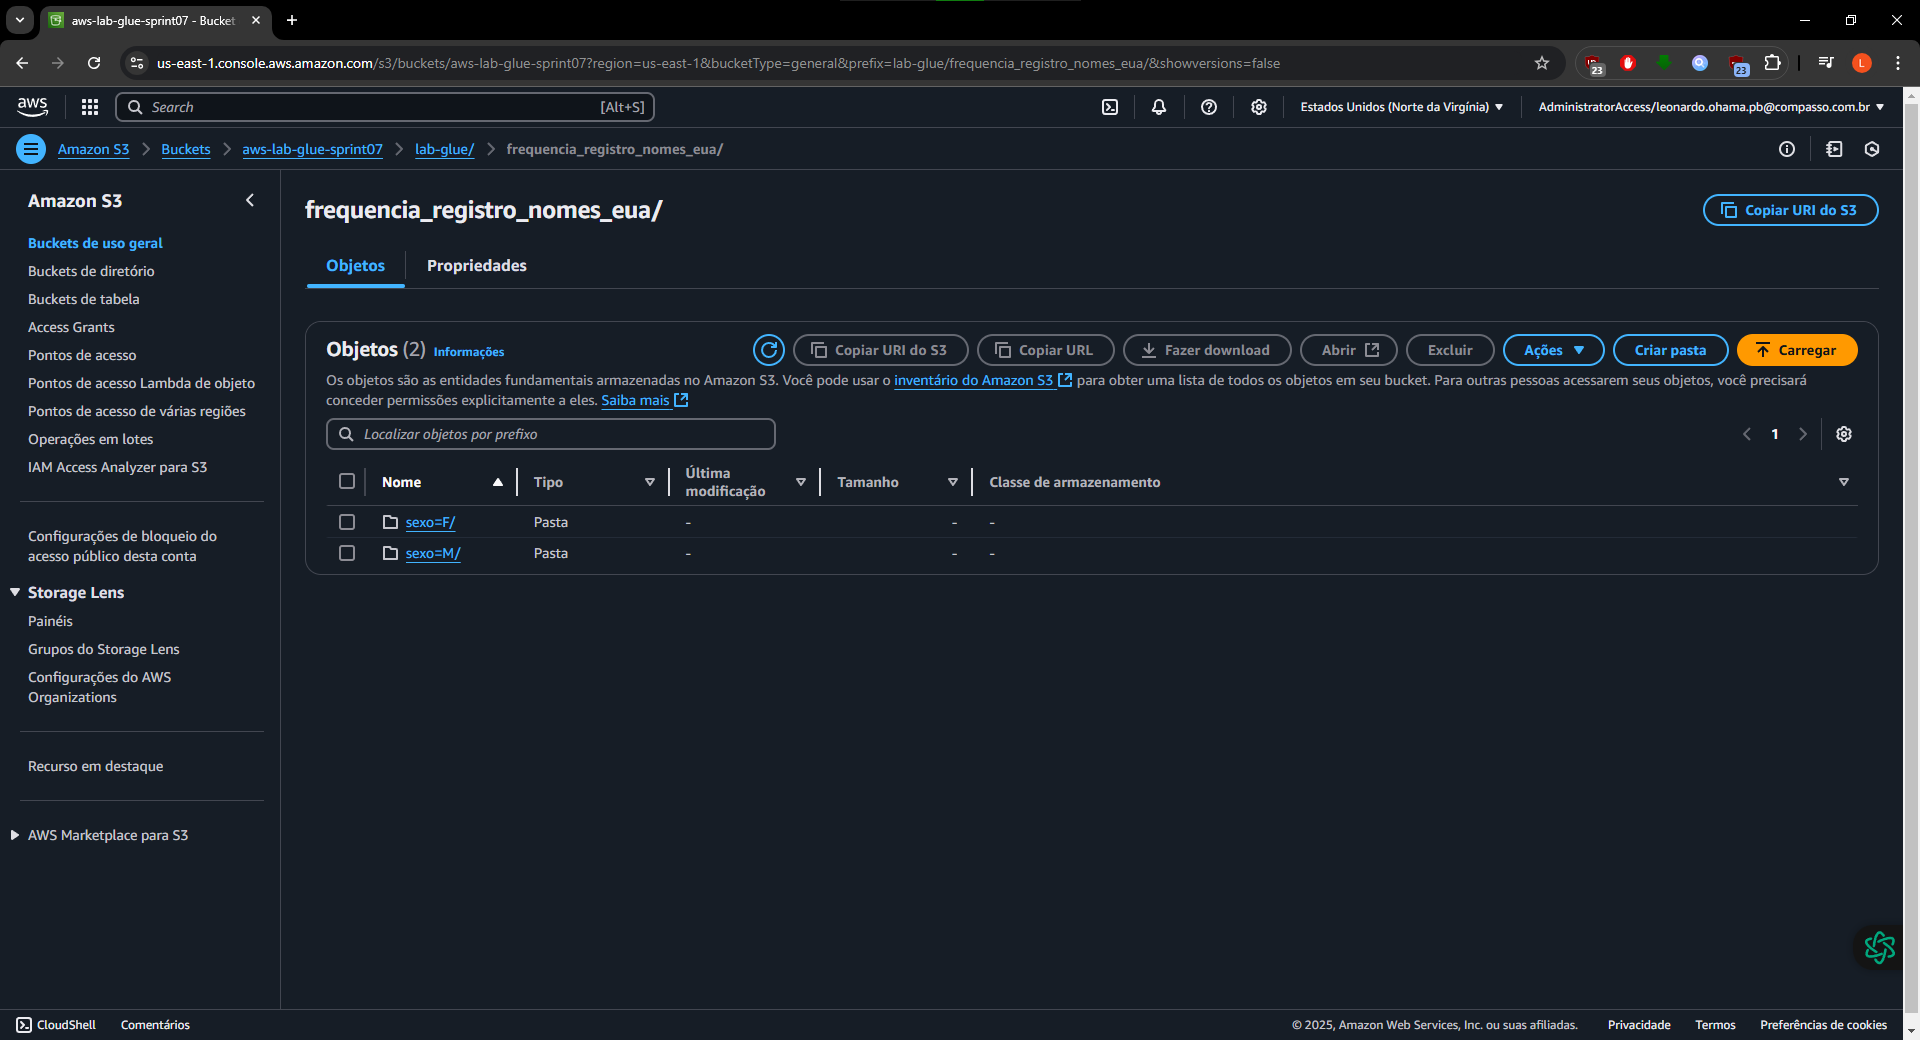 aws-lab-glue-sprint07 - Bucket
us-east-1.console.aws.amazon.com/s3/buckets/aws-lab-glue-sprint07?region=us-east-1&bucketType=general&prefix=lab-glue/frequencia_registro_nomes_eua/&showversions=false
23
23
L
aws
Search
[Alt+S]
Estados Unidos (Norte da Virgínia)
AdministratorAccess/leonardo.ohama.pb@compasso.com.br
Amazon S3
Buckets
aws-lab-glue-sprint07
lab-glue/
frequencia_registro_nomes_eua/
Amazon S3
Buckets de uso geral
Buckets de diretório
Buckets de tabela
Access Grants
Pontos de acesso
Pontos de acesso Lambda de objeto
Pontos de acesso de várias regiões
Operações em lotes
IAM Access Analyzer para S3
Configurações de bloqueio do
acesso público desta conta
Storage Lens
Painéis
Grupos do Storage Lens
Configurações do AWS
Organizations
Recurso em destaque
AWS Marketplace para S3
frequencia_registro_nomes_eua/
Copiar URI do S3
Objetos
Propriedades
Objetos (2) Informações
Copiar URI do S3
Copiar URL
Fazer download
Abrir
Excluir
Ações
Criar pasta
Carregar
Os objetos são as entidades fundamentais armazenadas no Amazon S3. Você pode usar o inventário do Amazon S3 para obter uma lista de todos os objetos em seu bucket. Para outras pessoas acessarem seus objetos, você precisará
conceder permissões explicitamente a eles. Saiba mais
Localizar objetos por prefixo
1
Nome
Tipo
Última
modificação
Tamanho
Classe de armazenamento
sexo=F/ Pasta - - -
sexo=M/ Pasta - - -
CloudShell
Comentários
© 2025, Amazon Web Services, Inc. ou suas afiliadas.
Privacidade
Termos
Preferências de cookies